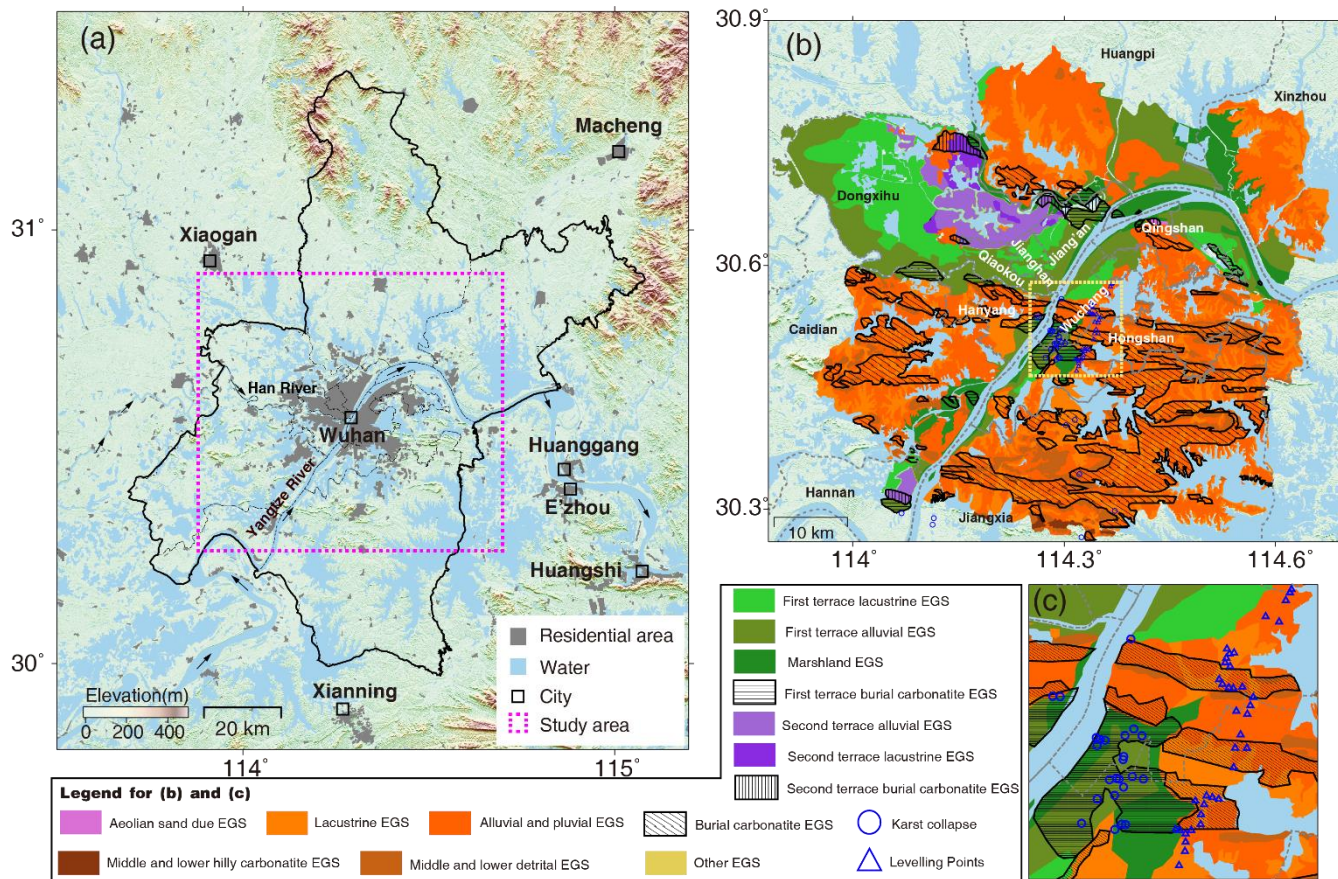 (a)
Macheng
31°
Xiaogan
Han River
Wuhan
Yangtze River
Huanggang
E'zhou
Huangshi
30°
Xianning
Elevation(m)
0 200 400
20 km
Residential area
Water
City
Study area
114°
115°
30.9°
(b)
Huangpi
Xinzhou
Dongxihu
Qingshan
Jiang'an
Jianghan
Qiaokou
30.6°
Wuchang
Hanyang
Hongshan
Caidian
Hannan
30.3°
Jiangxia
10 km
114°
114.3°
114.6°
First terrace lacustrine EGS
First terrace alluvial EGS
Marshland EGS
First terrace burial carbonatite EGS
Second terrace alluvial EGS
Second terrace lacustrine EGS
Second terrace burial carbonatite EGS
(c)
Legend for (b) and (c)
Aeolian sand due EGS
Lacustrine EGS
Alluvial and pluvial EGS
Burial carbonatite EGS
Karst collapse
Middle and lower hilly carbonatite EGS
Middle and lower detrital EGS
Other EGS
Levelling Points